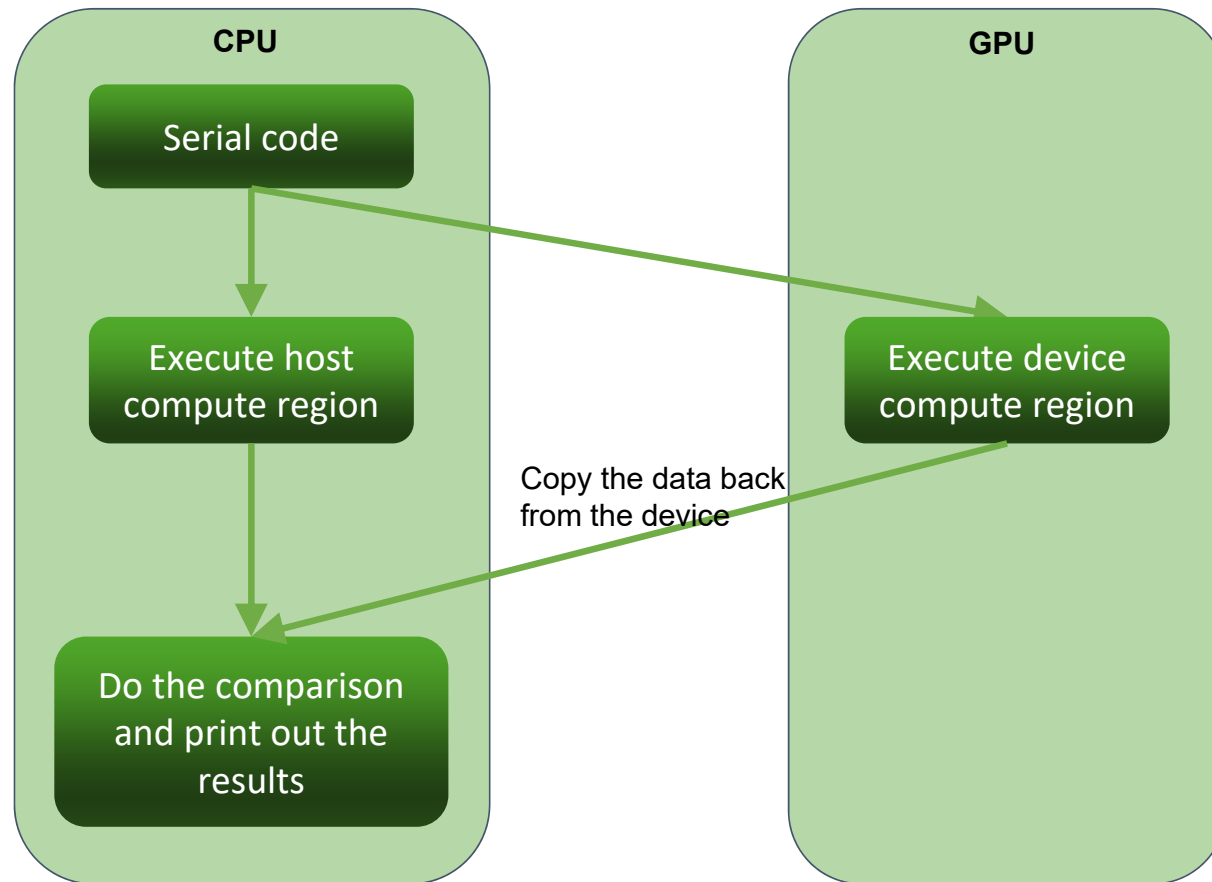 CPU
GPU
Serial code
Execute host
compute region
Execute device
compute region
Copy the data back
from the device
Do the comparison
and print out the
results